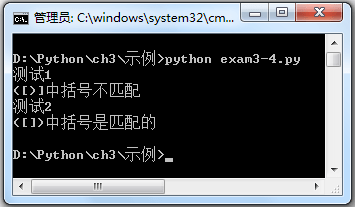 管理员: C:\windows\system32\cm...
D:\Python\ch3\示例>python exam3-4.py
测试1
([)]中括号不匹配
测试2
([])中括号是匹配的
D:\Python\ch3\示例>